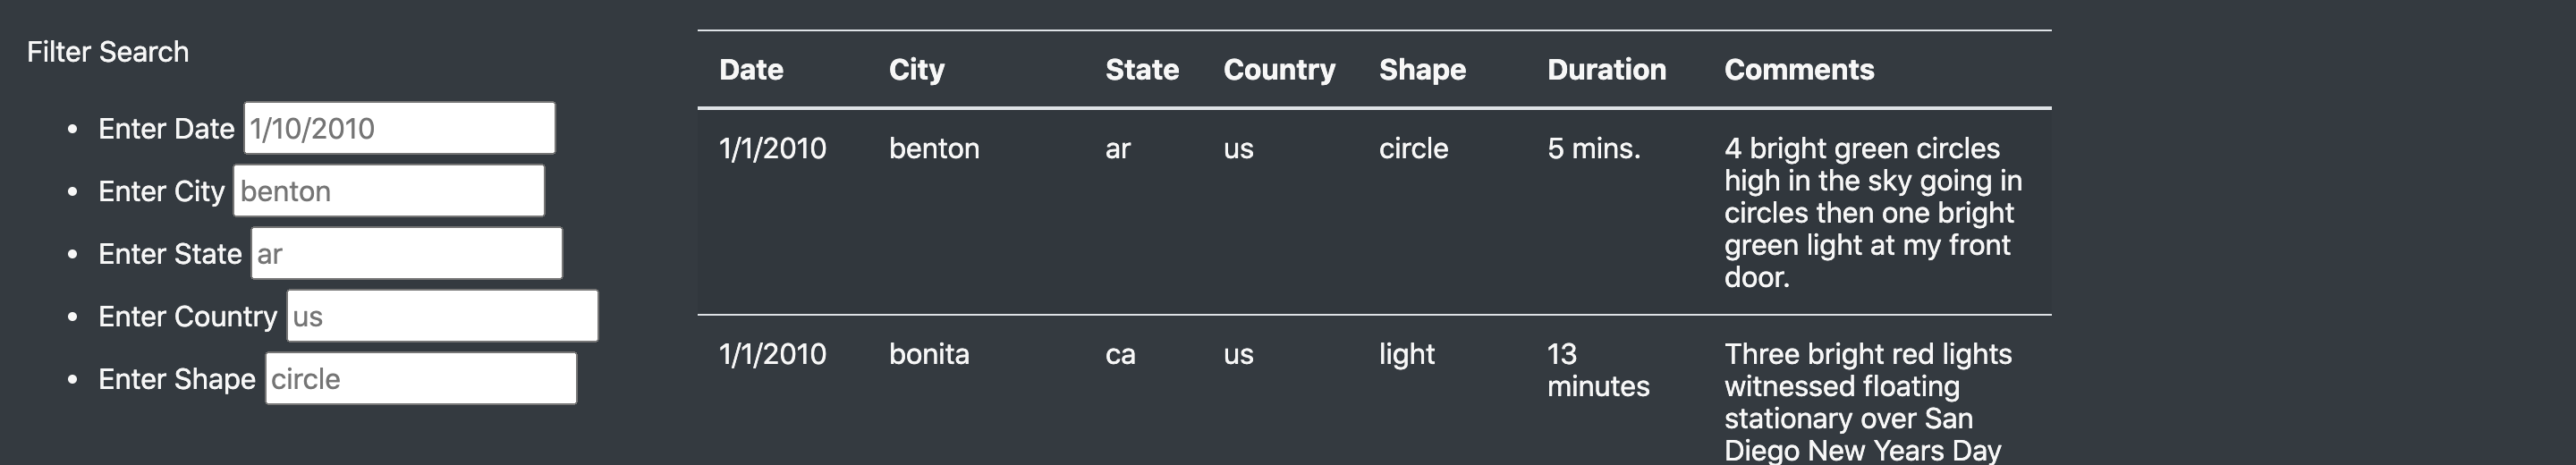 Filter Search
Enter Date 1/10/2010
Enter City benton
Enter State ar
Enter Country us
Enter Shape circle
Date City State Country Shape Duration Comments
1/1/2010 benton ar us circle 5 mins. 4 bright green circles
high in the sky going in
circles then one bright
green light at my front
door.
1/1/2010 bonita ca us light 13 Three bright red lights
minutes witnessed floating
stationary over San
Diego New Years Day